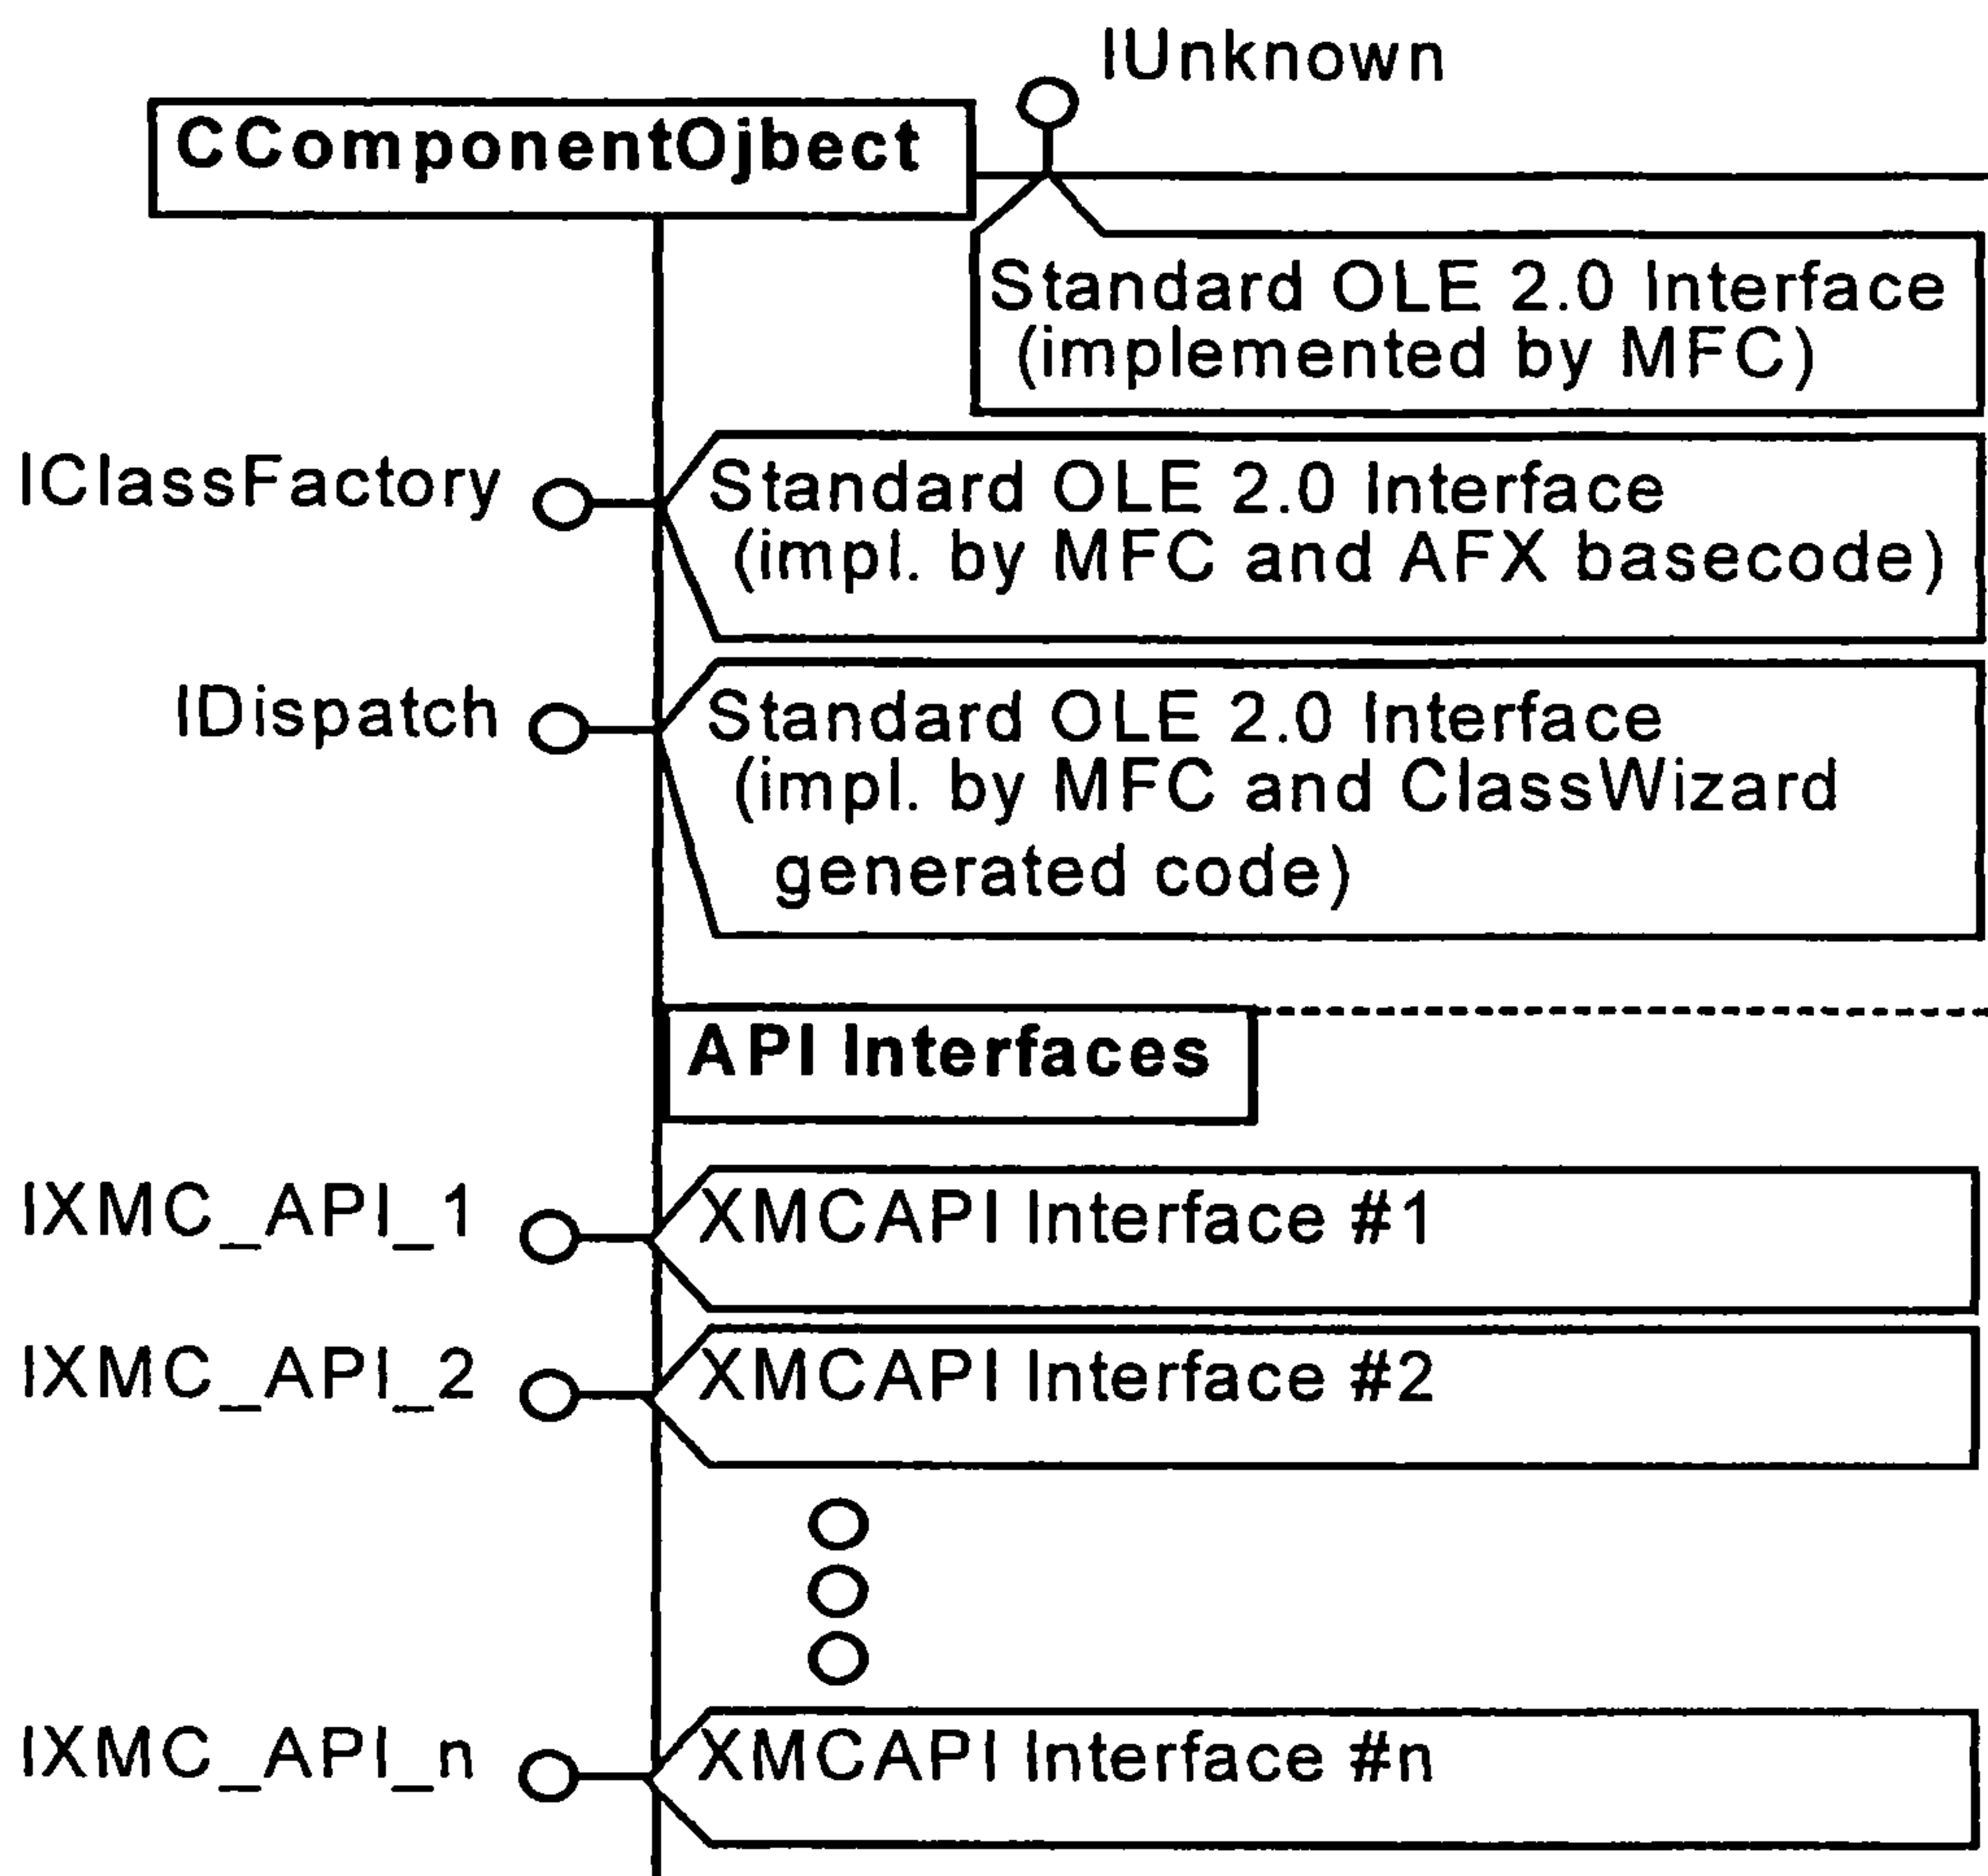 IUnknown
CComponentOjbect
Standard OLE 2.0 Interface
(implemented by MFC)
IClassFactory
Standard OLE 2.0 Interface
(impl. by MFC and AFX basecode)
IDispatch
Standard OLE 2.0 Interface
(impl. by MFC and ClassWizard
generated code)
API Interfaces
IXMC_API_1
XMCAPI Interface #1
IXMC_API_2
XMCAPI Interface #2
IXMC_API_n
XMCAPI Interface #n